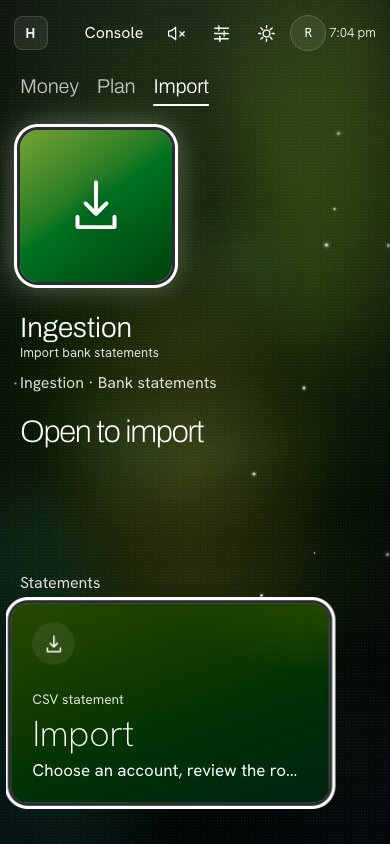 H Console R 7:04 pm
Money Plan Import
Ingestion
Import bank statements
Ingestion · Bank statements
Open to import
Statements
CSV statement
Import
Choose an account, review the ro...